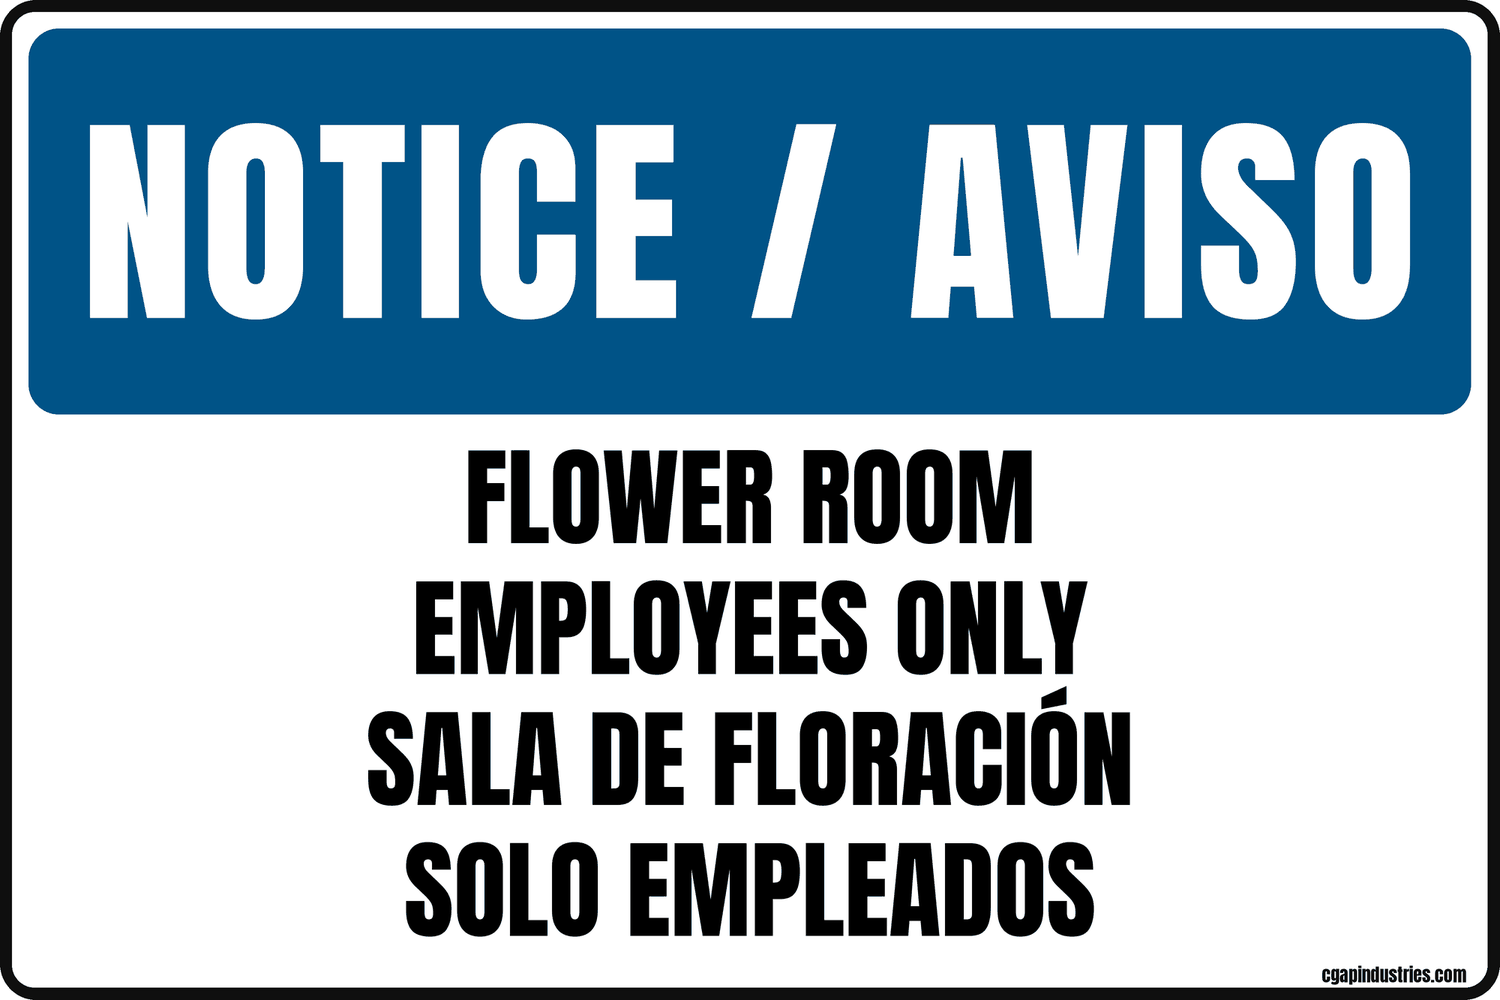 NOTICE / AVISO
FLOWER ROOM
EMPLOYEES ONLY
SALA DE FLORACIÓN
SOLO EMPLEADOS
cgapindustries.com